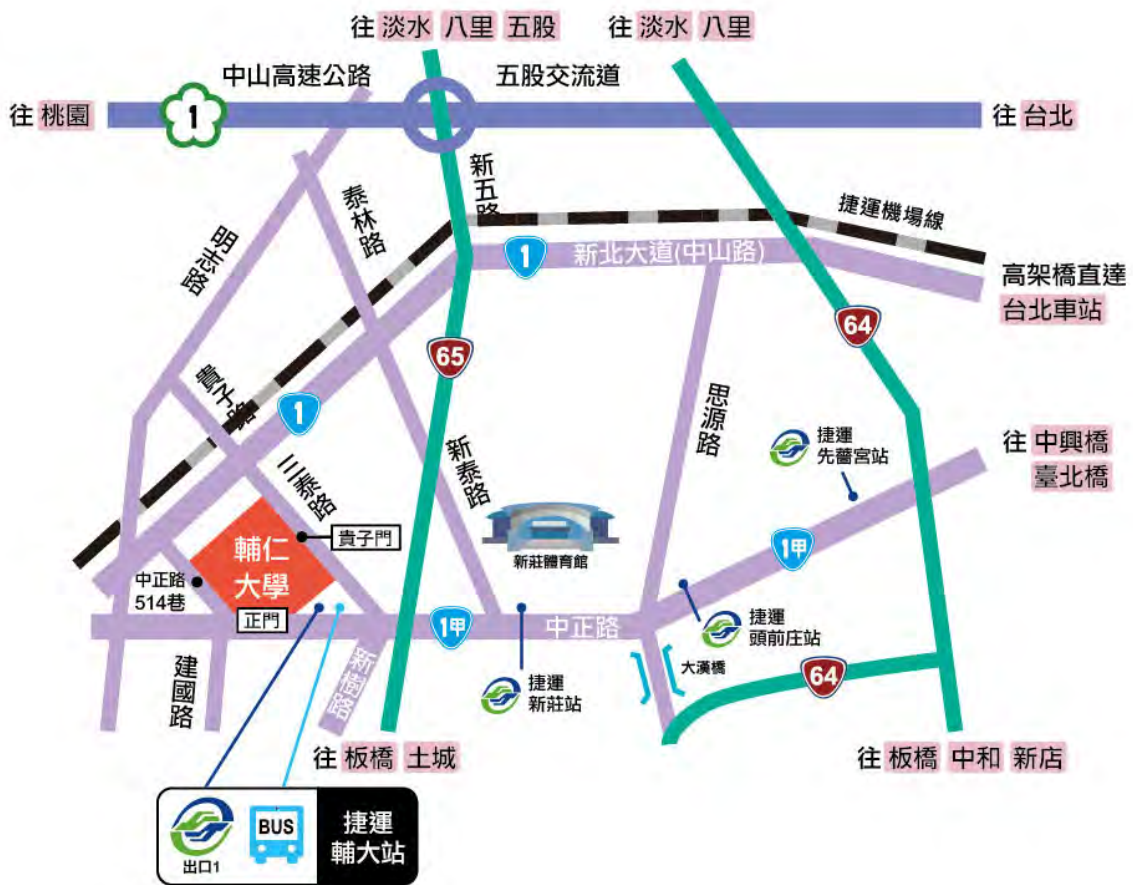 往 淡水 八里 五股
往 淡水 八里
中山高速公路
五股交流道
往 桃園
1
往 台北
新五路
泰林路
捷運機場線
1
新北大道(中山路)
高架橋直達
台北車站
明志路
65
64
貴子路
1
思源路
捷運
先嗇宮站
往 中興橋
臺北橋
新泰路
三泰路
貴子門
輔仁
大學
新莊體育館
1甲
中正路
514巷
正門
1甲
中正路
捷運
頭前庄站
大漢橋
建國路
新樹路
捷運
新莊站
64
往 板橋 土城
往 板橋 中和 新店
BUS
出口1
捷運
輔大站